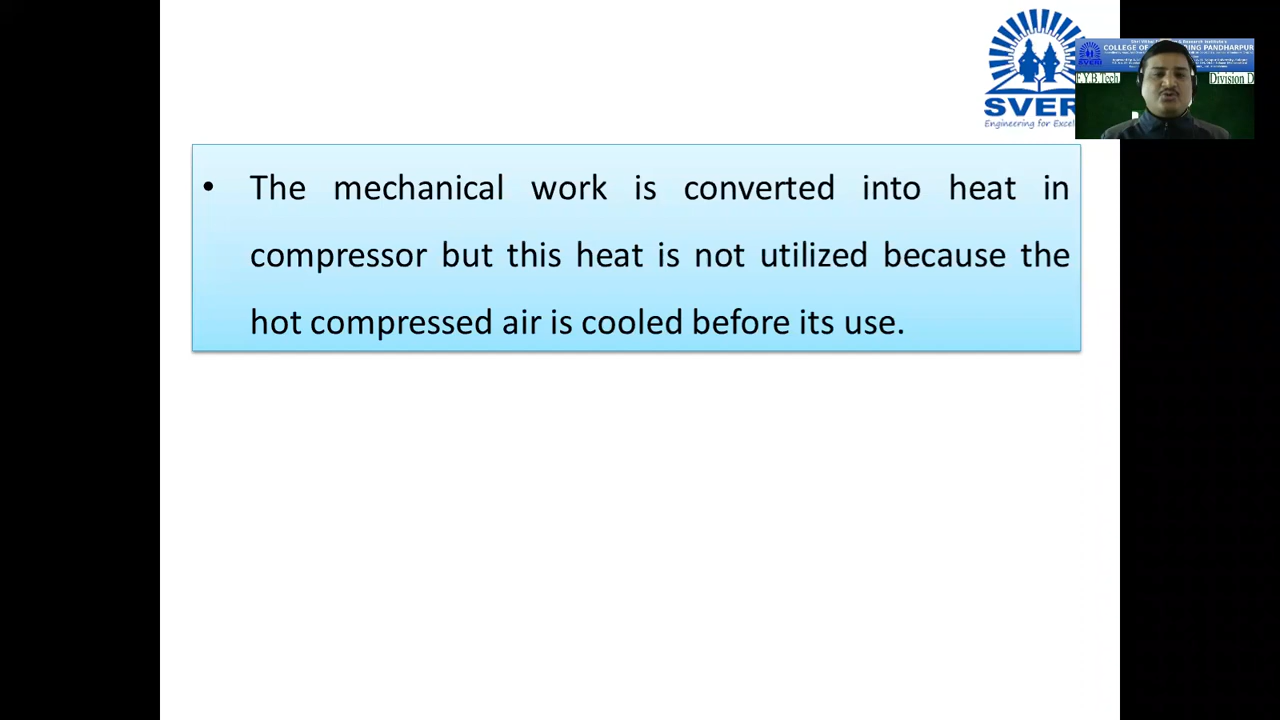 SVERI
Engineering for Excel
COLLEGE OF
RING PANDHARPUR
F.Y.B.Tech
Division D
• The mechanical work is converted into heat in
compressor but this heat is not utilized because the
hot compressed air is cooled before its use.